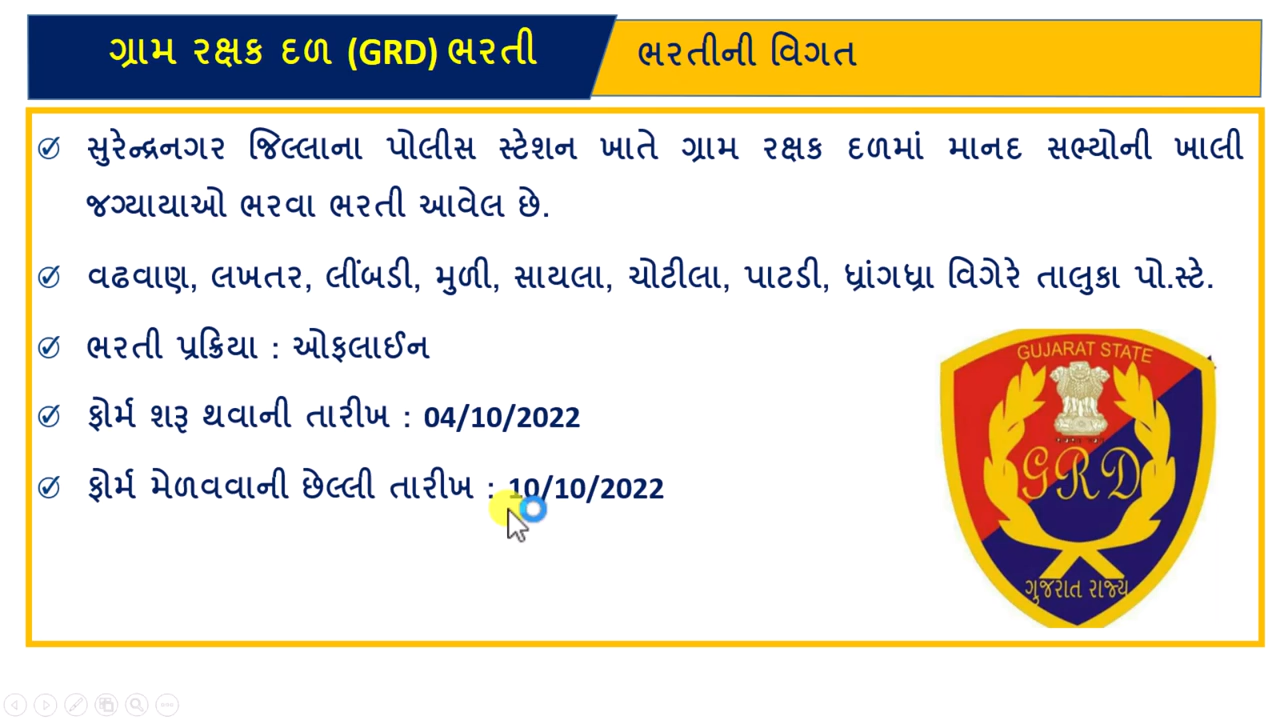 ગ્રામ રક્ષક દળ (GRD) ભરતી
ભરતીની વિગત
સુરેન્દ્રનગર જિલ્લાના પોલીસ સ્ટેશન ખાતે ગ્રામ રક્ષક દળમાં માનદ સભ્યોની ખાલી
જગ્યાયાઓ ભરવા ભરતી આવેલ છે.
વઢવાણ, લખતર, લીંબડી, મુળી, સાયલા, ચોટીલા, પાટડી, ધ્રાંગધ્રા વિગેરે તાલુકા પો.સ્ટે.
ભરતી પ્રક્રિયા : ઓફલાઈન
ફોર્મ શરૂ થવાની તારીખ : 04/10/2022
ફોર્મ મેળવવાની છેલ્લી તારીખ : 10/10/2022
GUJARAT STATE
GRD
ગુજરાત રાજ્ય